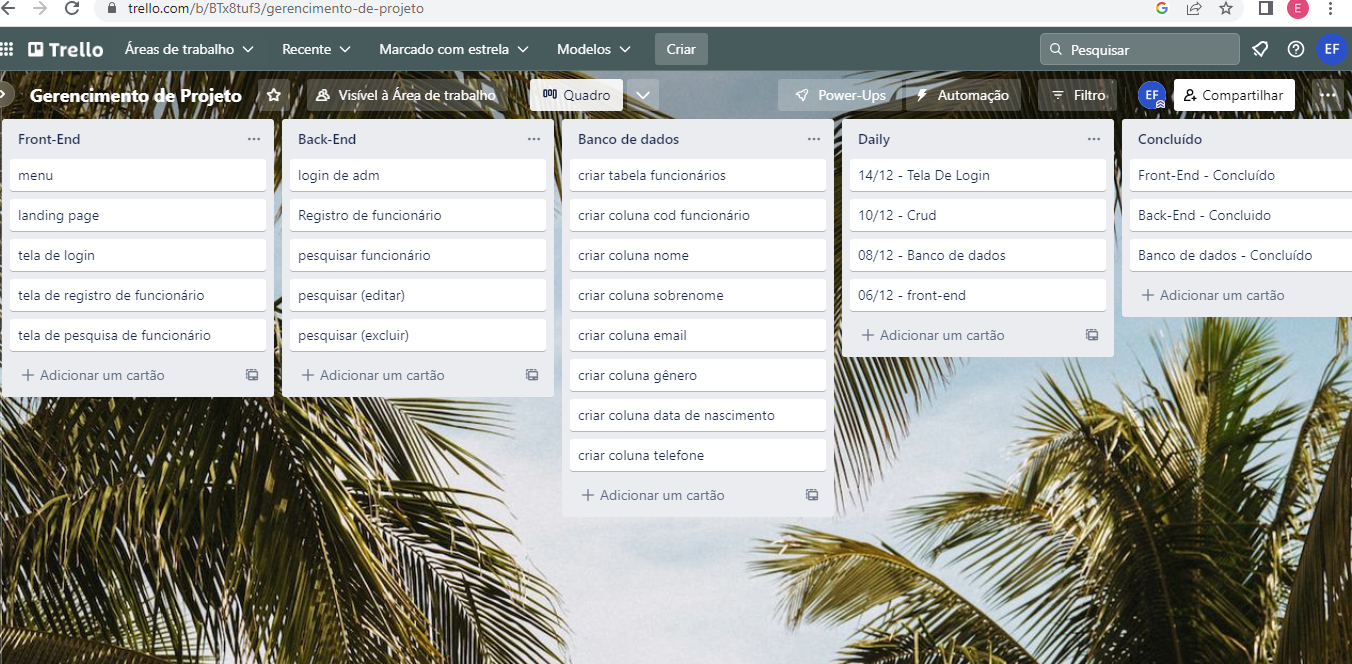 trello.com/b/BTx8tuf3/gerencimento-de-projeto
E
Trello
Áreas de trabalho
Recente
Marcado com estrela
Modelos
Criar
Pesquisar
EF
Gerencimento de Projeto
Visível à Área de trabalho
Quadro
Power-Ups
Automação
Filtro
EF
Compartilhar
Front-End
menu
landing page
tela de login
tela de registro de funcionário
tela de pesquisa de funcionário
Adicionar um cartão
Back-End
login de adm
Registro de funcionário
pesquisar funcionário
pesquisar (editar)
pesquisar (excluir)
Adicionar um cartão
Banco de dados
criar tabela funcionários
criar coluna cod funcionário
criar coluna nome
criar coluna sobrenome
criar coluna email
criar coluna gênero
criar coluna data de nascimento
criar coluna telefone
Adicionar um cartão
Daily
14/12 - Tela De Login
10/12 - Crud
08/12 - Banco de dados
06/12 - front-end
Adicionar um cartão
Concluído
Front-End - Concluído
Back-End - Concluido
Banco de dados - Concluído
Adicionar um cartão